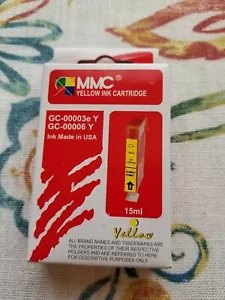 MMC®
YELLOW INK CARTRIDGE
GC-00003e Y
GC-00006 Y
Ink Made in USA
15ml
Yellow
ALL BRAND NAMES AND TRADEMARKS ARE
THE PROPERTIES OF THEIR RESPECTIVE
HOLDERS AND ARE REFERRED TO HERE
FOR DESCRIPTIVE PURPOSES ONLY